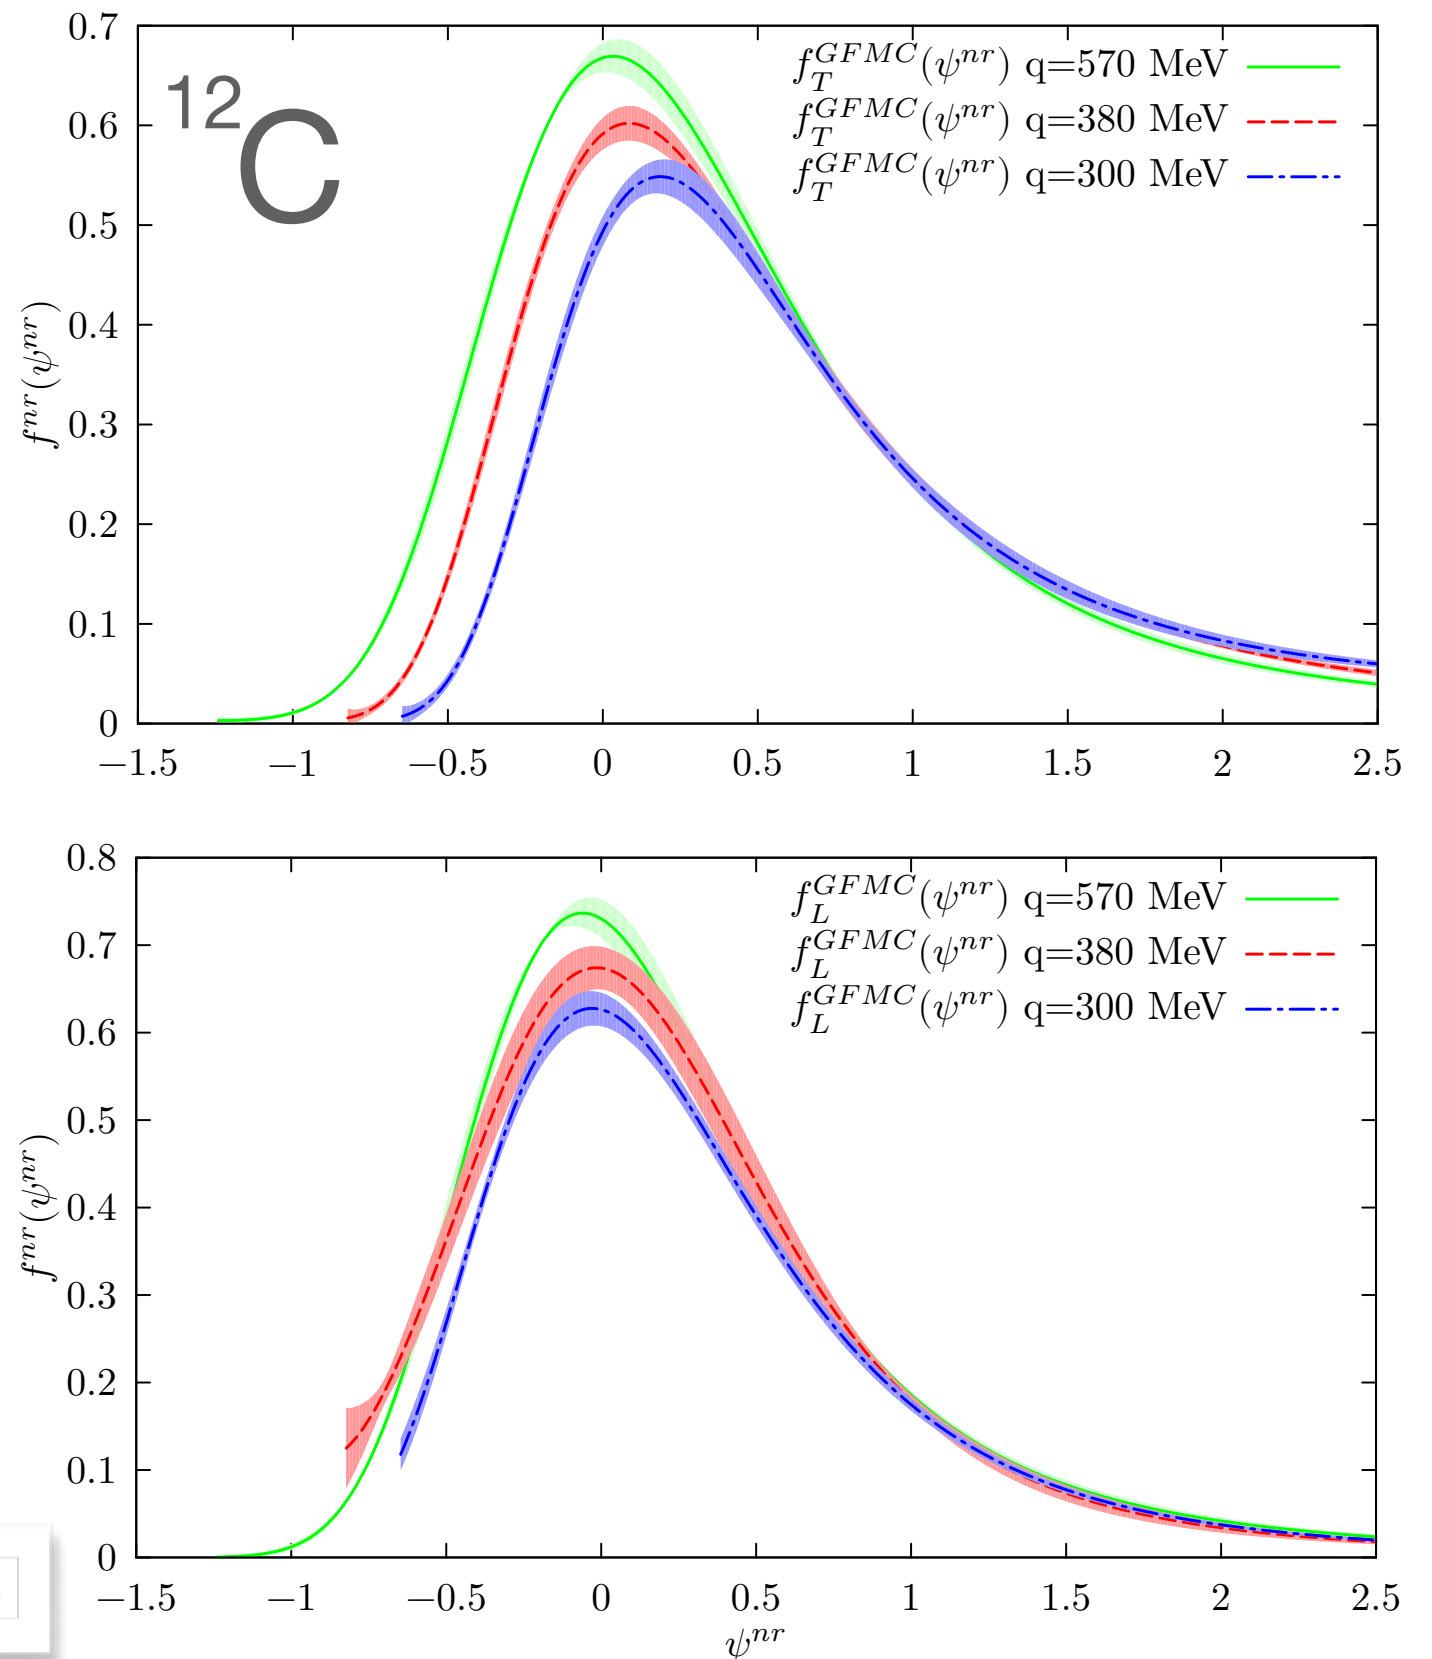 ¹²C
f_T^{GFMC}(ψ^{nr}) q=570 MeV
f_T^{GFMC}(ψ^{nr}) q=380 MeV
f_T^{GFMC}(ψ^{nr}) q=300 MeV
f^{nr}(ψ^{nr})
0.7
0.6
0.5
0.4
0.3
0.2
0.1
0
−1.5 −1 −0.5 0 0.5 1 1.5 2 2.5
f_L^{GFMC}(ψ^{nr}) q=570 MeV
f_L^{GFMC}(ψ^{nr}) q=380 MeV
f_L^{GFMC}(ψ^{nr}) q=300 MeV
f^{nr}(ψ^{nr})
0.8
0.7
0.6
0.5
0.4
0.3
0.2
0.1
0
−1.5 −1 −0.5 0 0.5 1 1.5 2 2.5
ψ^{nr}